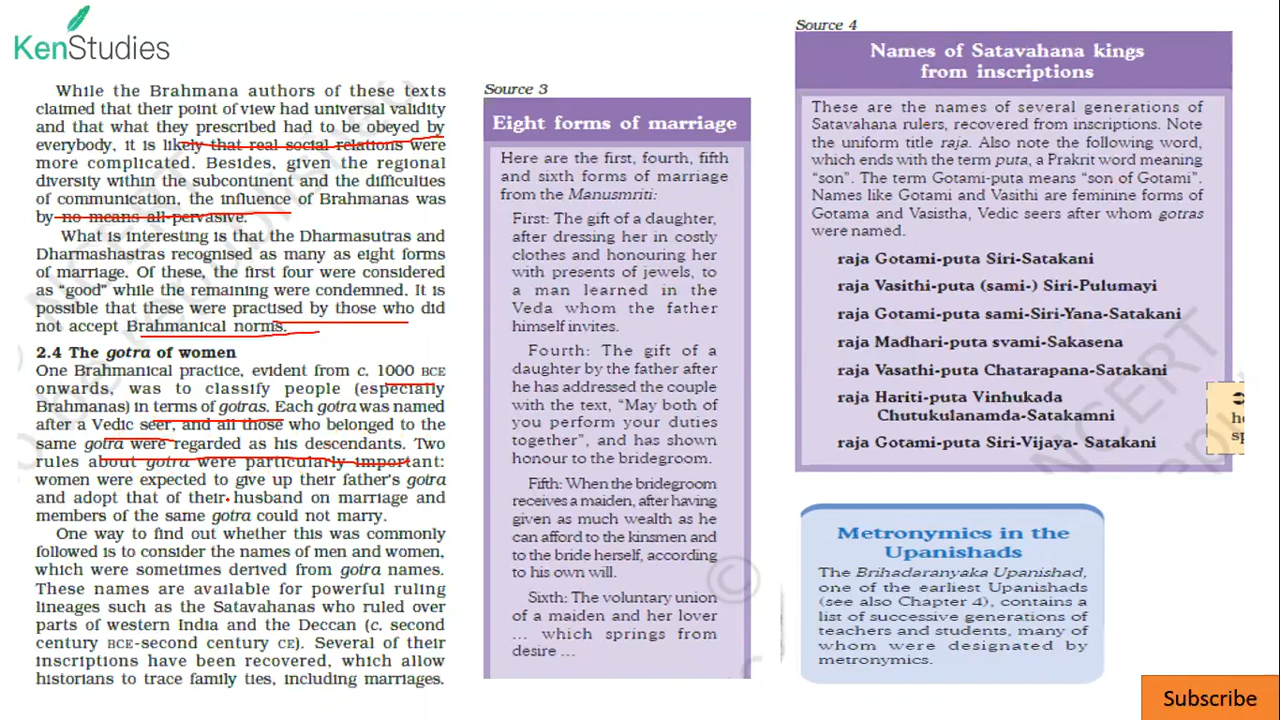 KenStudies
While the Brahmana authors of these texts
claimed that their point of view had universal validity
and that what they prescribed had to be obeyed by
everybody, it is likely that real social relations were
more complicated. Besides, given the regional
diversity within the subcontinent and the difficulties
of communication, the influence of Brahmanas was
by no means all-pervasive.
What is interesting is that the Dharmasutras and
Dharmashastras recognised as many as eight forms
of marriage. Of these, the first four were considered
as “good” while the remaining were condemned. It is
possible that these were practised by those who did
not accept Brahmanical norms.
2.4 The gotra of women
One Brahmanical practice, evident from c. 1000 BCE
onwards, was to classify people (especially
Brahmanas) in terms of gotras. Each gotra was named
after a Vedic seer, and all those who belonged to the
same gotra were regarded as his descendants. Two
rules about gotra were particularly important:
women were expected to give up their father’s gotra
and adopt that of their husband on marriage and
members of the same gotra could not marry.
One way to find out whether this was commonly
followed is to consider the names of men and women,
which were sometimes derived from gotra names.
These names are available for powerful ruling
lineages such as the Satavahanas who ruled over
parts of western India and the Deccan (c. second
century BCE-second century CE). Several of their
inscriptions have been recovered, which allow
historians to trace family ties, including marriages.
Source 3
Eight forms of marriage
Here are the first, fourth, fifth
and sixth forms of marriage
from the Manusmriti:
First: The gift of a daughter,
after dressing her in costly
clothes and honouring her
with presents of jewels, to
a man learned in the
Veda whom the father
himself invites.
Fourth: The gift of a
daughter by the father after
he has addressed the couple
with the text, “May both of
you perform your duties
together”, and has shown
honour to the bridegroom.
Fifth: When the bridegroom
receives a maiden, after having
given as much wealth as he
can afford to the kinsmen and
to the bride herself, according
to his own will.
Sixth: The voluntary union
of a maiden and her lover
... which springs from
desire ...
Source 4
Names of Satavahana kings
from inscriptions
These are the names of several generations of
Satavahana rulers, recovered from inscriptions. Note
the uniform title raja. Also note the following word,
which ends with the term puta, a Prakrit word meaning
“son”. The term Gotami-puta means “son of Gotami”.
Names like Gotami and Vasithi are feminine forms of
Gotama and Vasistha, Vedic seers after whom gotras
were named.
raja Gotami-puta Siri-Satakani
raja Vasithi-puta (sami-) Siri-Pulumayi
raja Gotami-puta sami-Siri-Yana-Satakani
raja Madhari-puta svami-Sakasena
raja Vasathi-puta Chatarapana-Satakani
raja Hariti-puta Vinhukada
Chutukulanamda-Satakamni
raja Gotami-puta Siri-Vijaya- Satakani
Metronymics in the
Upanishads
The Brihadaranyaka Upanishad,
one of the earliest Upanishads
(see also Chapter 4), contains a
list of successive generations of
teachers and students, many of
whom were designated by
metronymics.
Subscribe